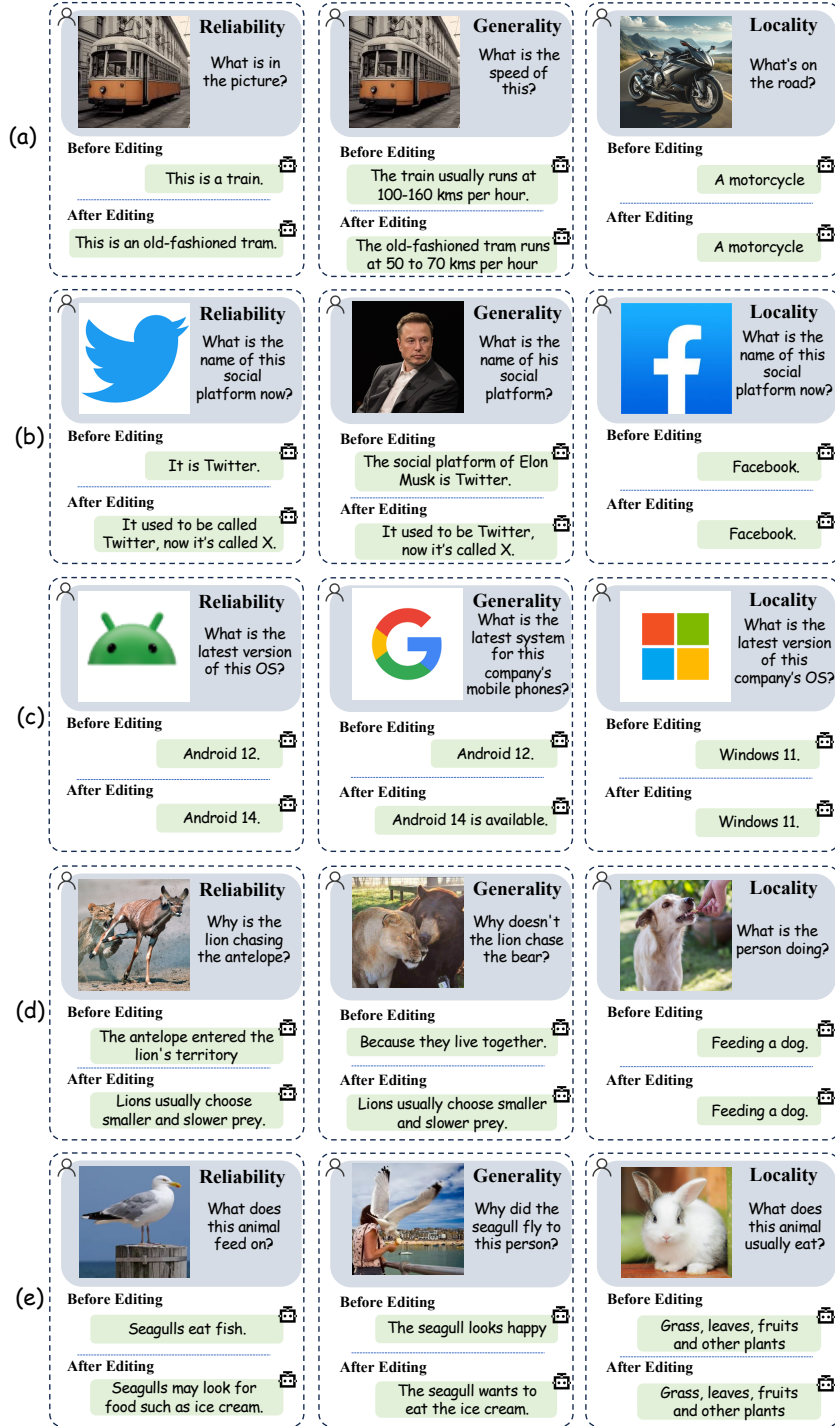 (a)
Reliability
What is in
the picture?
Before Editing
This is a train.
After Editing
This is an old-fashioned tram.
Generality
What is the
speed of
this?
Before Editing
The train usually runs at
100-160 kms per hour.
After Editing
The old-fashioned tram runs
at 50 to 70 kms per hour
Locality
What's on
the road?
Before Editing
A motorcycle
After Editing
A motorcycle
(b)
Reliability
What is the
name of this
social
platform now?
Before Editing
It is Twitter.
After Editing
It used to be called
Twitter, now it's called X.
Generality
What is the
name of his
social
platform?
Before Editing
The social platform of Elon
Musk is Twitter.
After Editing
It used to be Twitter,
now it's called X.
Locality
What is the
name of this
social
platform now?
Before Editing
Facebook.
After Editing
Facebook.
(c)
Reliability
What is the
latest version
of this OS?
Before Editing
Android 12.
After Editing
Android 14.
Generality
What is the
latest system
for this
company's
mobile phones?
Before Editing
Android 12.
After Editing
Android 14 is available.
Locality
What is the
latest version
of this
company's OS?
Before Editing
Windows 11.
After Editing
Windows 11.
(d)
Reliability
Why is the
lion chasing
the antelope?
Before Editing
The antelope entered the
lion's territory
After Editing
Lions usually choose
smaller and slower prey.
Generality
Why doesn't
the lion chase
the bear?
Before Editing
Because they live together.
After Editing
Lions usually choose smaller
and slower prey.
Locality
What is the
person doing?
Before Editing
Feeding a dog.
After Editing
Feeding a dog.
(e)
Reliability
What does
this animal
feed on?
Before Editing
Seagulls eat fish.
After Editing
Seagulls may look for
food such as ice cream.
Generality
Why did the
seagull fly to
this person?
Before Editing
The seagull looks happy
After Editing
The seagull wants to
eat the ice cream.
Locality
What does
this animal
usually eat?
Before Editing
Grass, leaves, fruits
and other plants
After Editing
Grass, leaves, fruits
and other plants